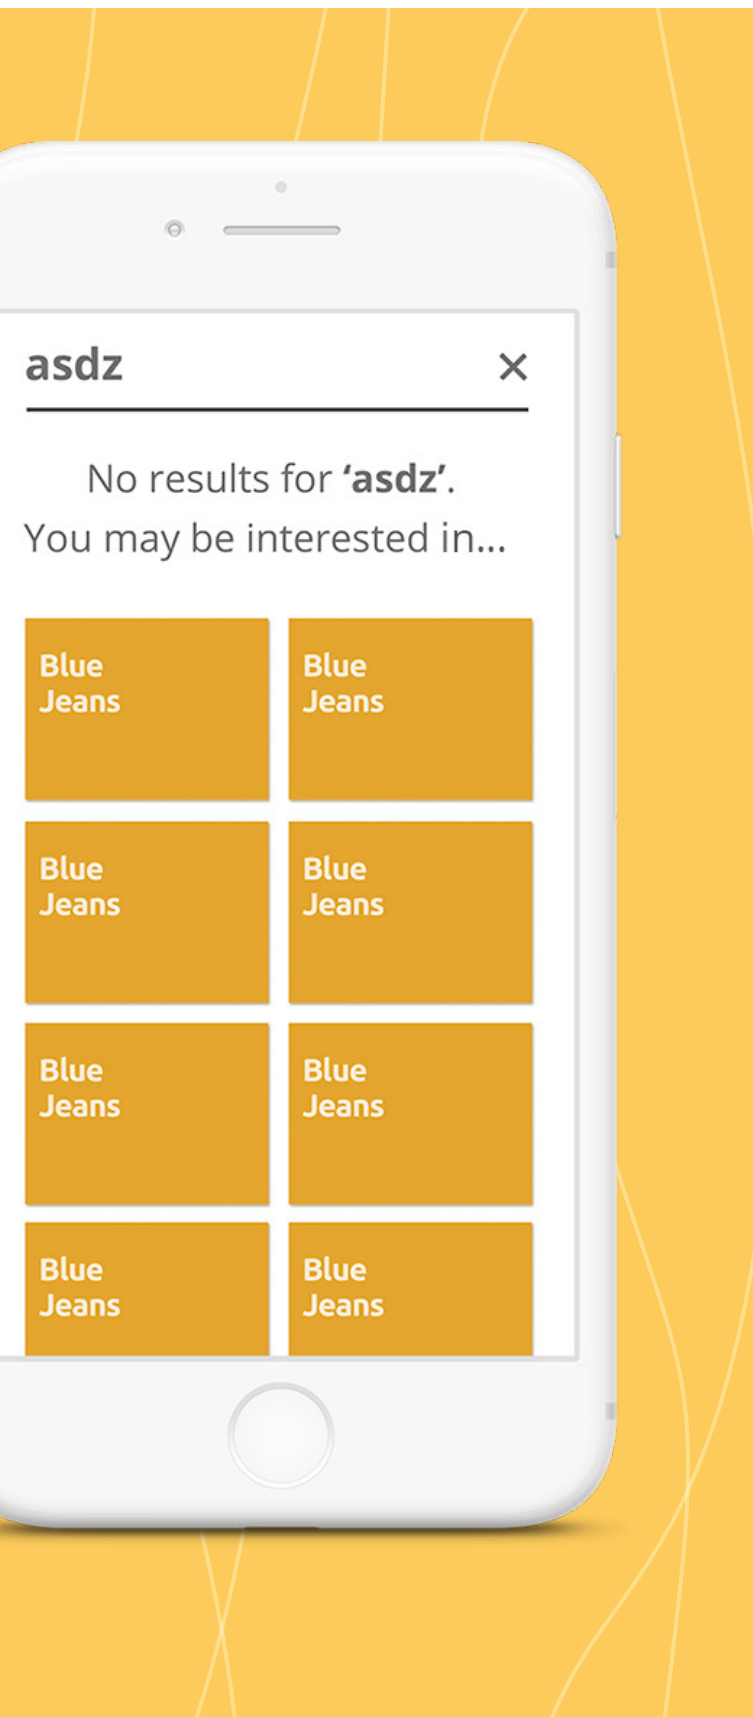 asdz ×
No results for ‘asdz’.
You may be interested in...
Blue
Jeans
Blue
Jeans
Blue
Jeans
Blue
Jeans
Blue
Jeans
Blue
Jeans
Blue
Jeans
Blue
Jeans